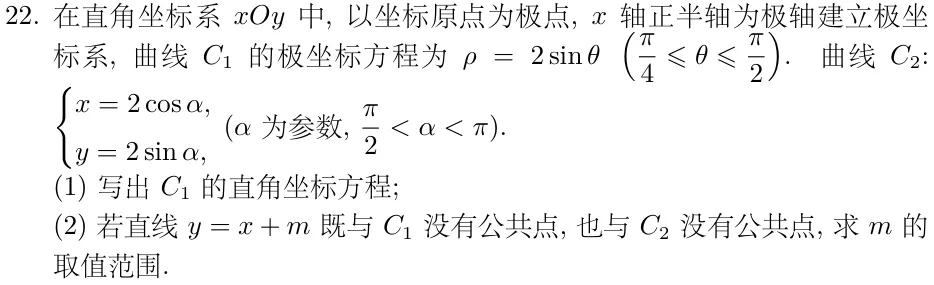 22. 在直角坐标系 xOy 中, 以坐标原点为极点, x 轴正半轴为极轴建立极坐
标系, 曲线 C₁ 的极坐标方程为 ρ = 2 sin θ (π/4 ⩽ θ ⩽ π/2). 曲线 C₂:
{x = 2 cos α, y = 2 sin α, (α 为参数, π/2 < α < π).
(1) 写出 C₁ 的直角坐标方程;
(2) 若直线 y = x + m 既与 C₁ 没有公共点, 也与 C₂ 没有公共点, 求 m 的
取值范围.